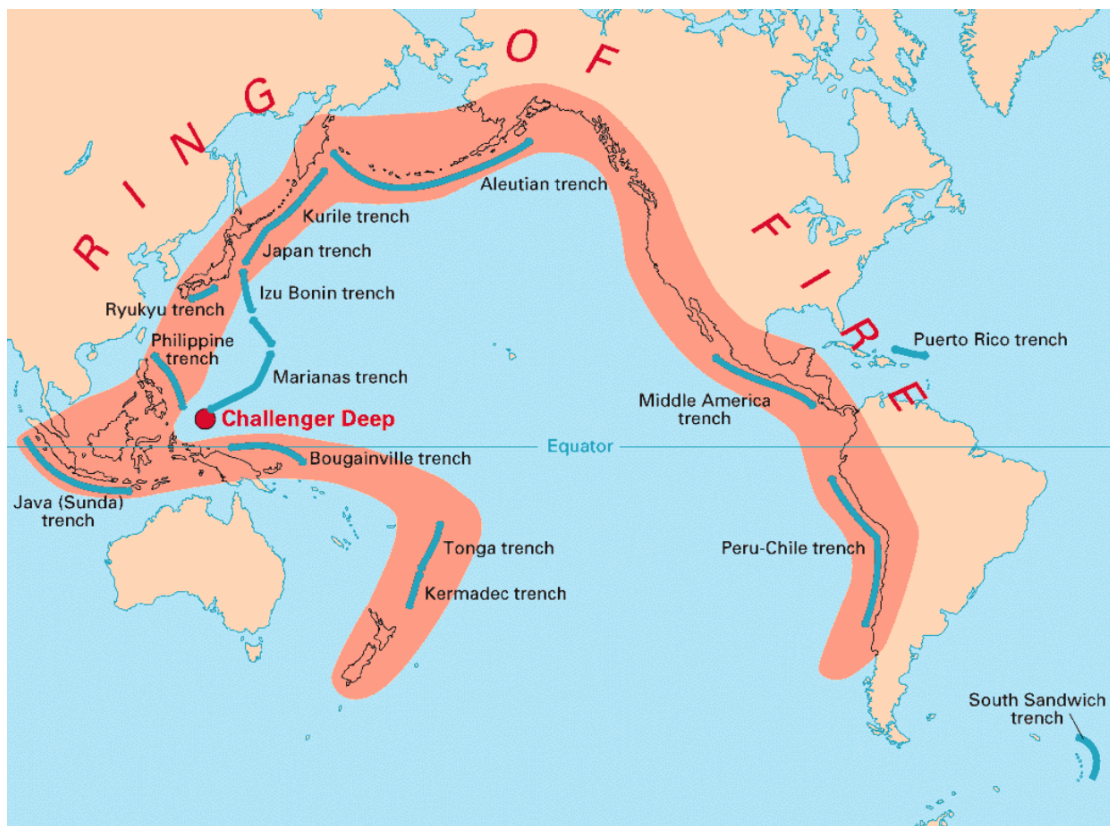 RING OF FIRE
Aleutian trench
Kurile trench
Japan trench
Izu Bonin trench
Ryukyu trench
Philippine
trench
Marianas trench
Challenger Deep
Puerto Rico trench
Middle America
trench
Equator
Bougainville trench
Java (Sunda)
trench
Tonga trench
Kermadec trench
Peru-Chile trench
South Sandwich
trench